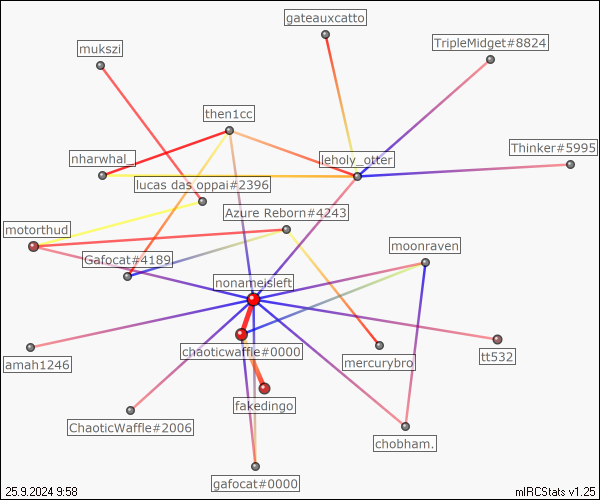 gateauxcatto
TripleMidget#8824
mukszi
then1cc
Thinker#5995
nharwhal_
leholy_otter
lucas das oppai#2396
Azure Reborn#4243
motorthud
moonraven
Gafocat#4189
nonameisleft
chaoticwaffle#0000
amah1246
mercurybro
tt532
fakedingo
ChaoticWaffle#2006
chobham.
gafocat#0000
25.9.2024 9:58
mIRCStats v1.25